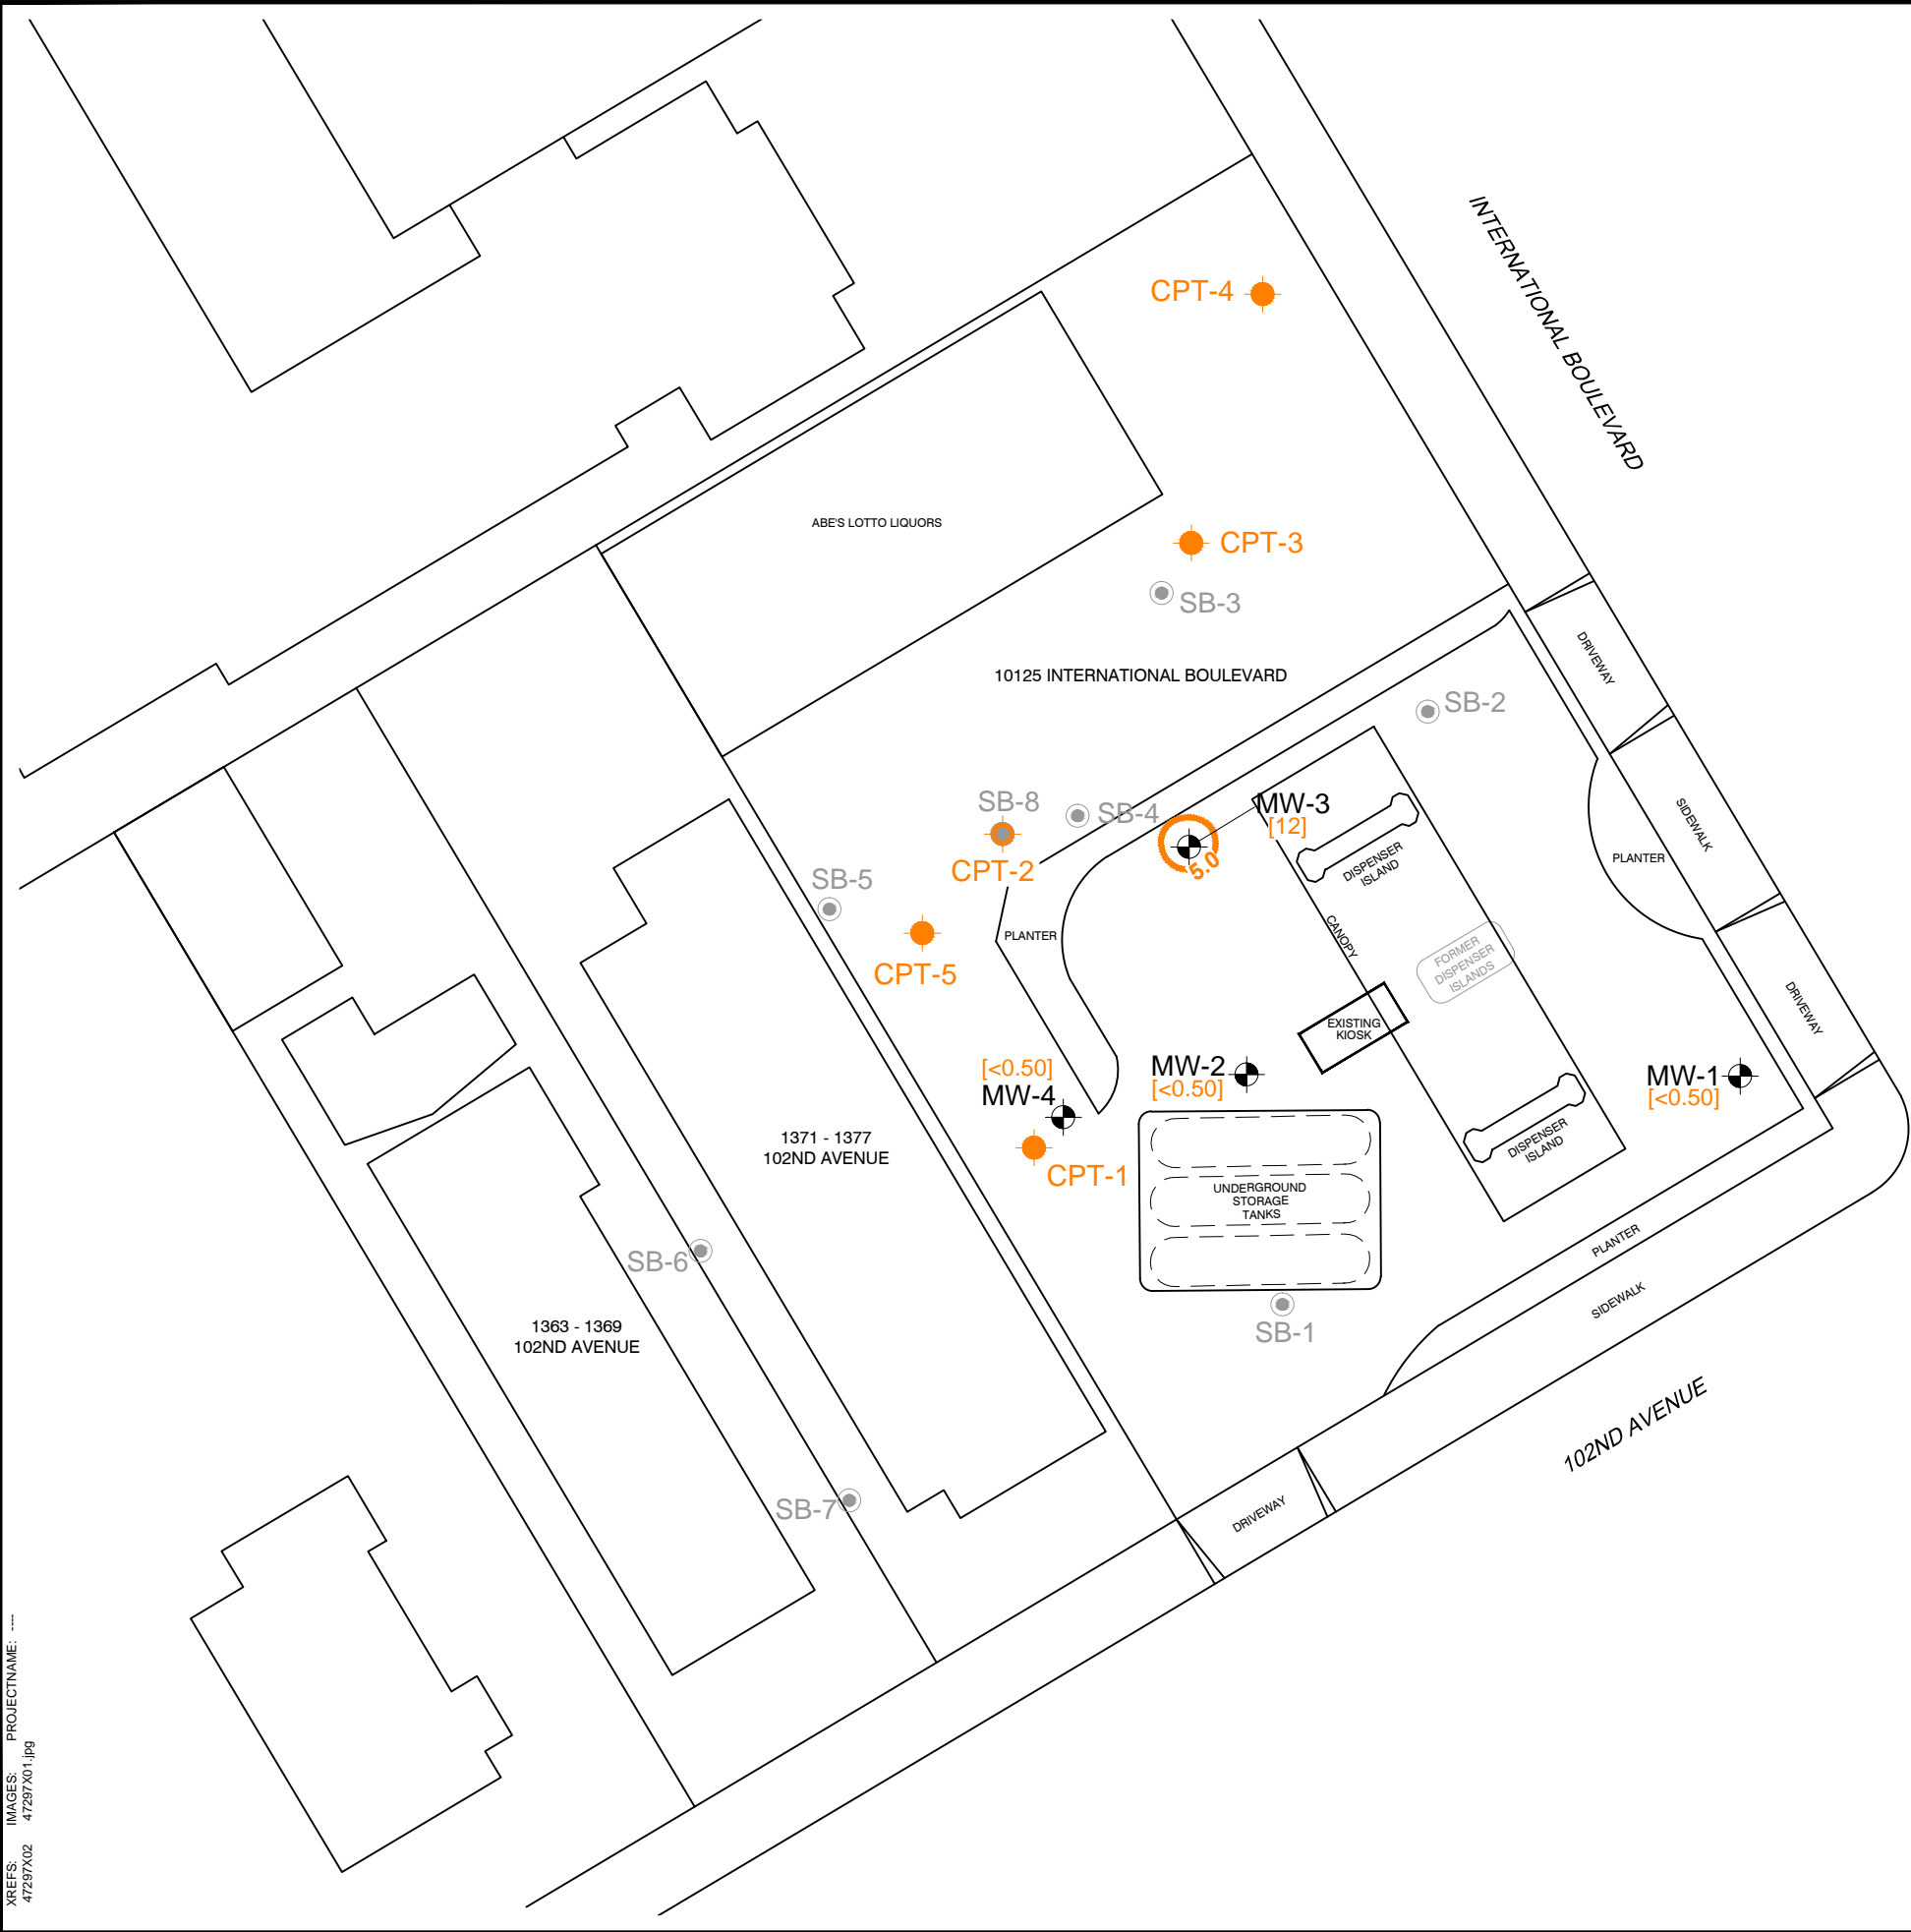 INTERNATIONAL BOULEVARD
CPT-4
ABE'S LOTTO LIQUORS
CPT-3
SB-3
10125 INTERNATIONAL BOULEVARD
DRIVEWAY
SB-2
SB-8
SB-4
MW-3
[12]
5.0
SIDEWALK
PLANTER
DISPENSER
ISLAND
CPT-2
SB-5
PLANTER
CANOPY
FORMER
DISPENSER
ISLANDS
CPT-5
DRIVEWAY
EXISTING
KIOSK
[<0.50]
MW-4
MW-2
[<0.50]
MW-1
[<0.50]
1371 - 1377
102ND AVENUE
CPT-1
DISPENSER
ISLAND
UNDERGROUND
STORAGE
TANKS
PLANTER
SB-6
SIDEWALK
1363 - 1369
102ND AVENUE
SB-1
102ND AVENUE
SB-7
DRIVEWAY
XREFS: IMAGES: PROJECTNAME: ----
47297X02 47297X01.jpg